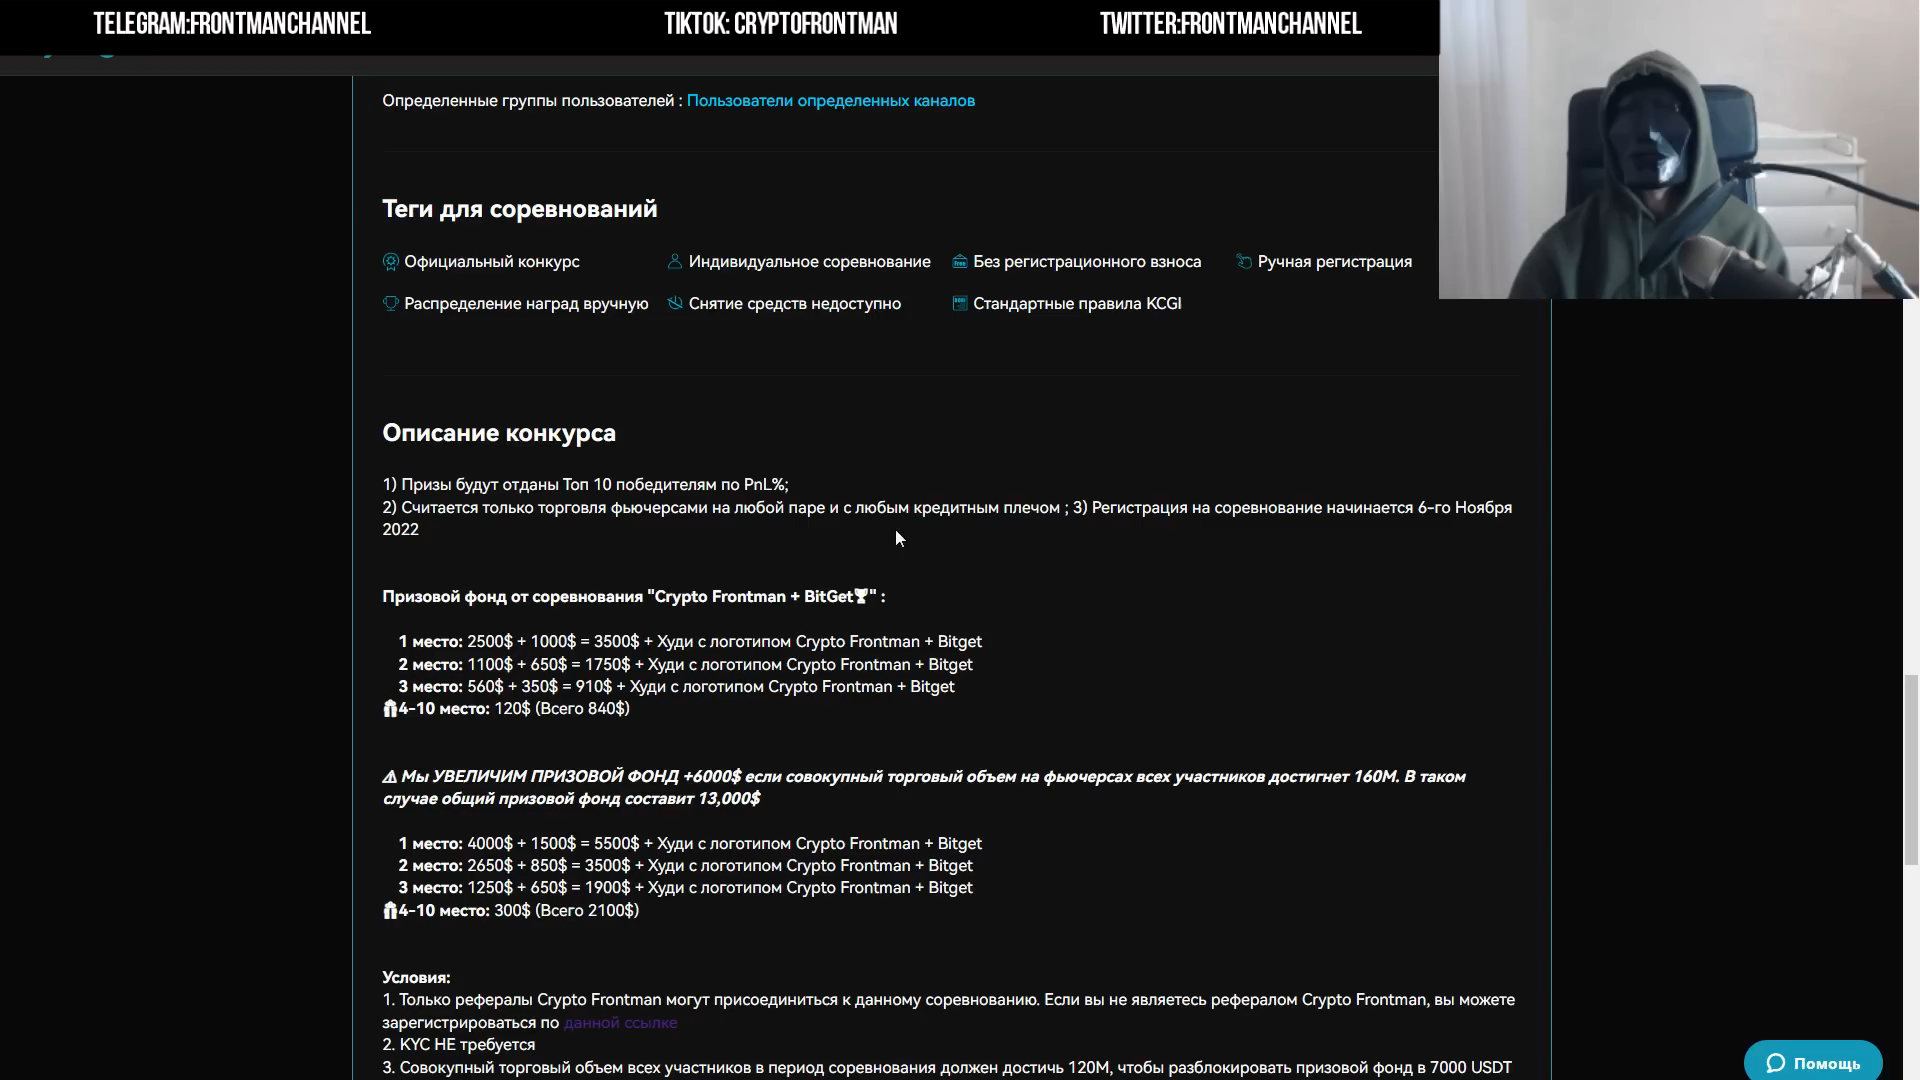 TELEGRAM:FRONTMANCHANNEL
TIKTOK: CRYPTOFRONTMAN
TWITTER:FRONTMANCHANNEL
Определенные группы пользователей : Пользователи определенных каналов
Теги для соревнований
Официальный конкурс
Индивидуальное соревнование
Без регистрационного взноса
Ручная регистрация
Распределение наград вручную
Снятие средств недоступно
Стандартные правила KCGI
Описание конкурса
1) Призы будут отданы Топ 10 победителям по PnL%;
2) Считается только торговля фьючерсами на любой паре и с любым кредитным плечом ; 3) Регистрация на соревнование начинается 6-го Ноября
2022
Призовой фонд от соревнования "Crypto Frontman + BitGet🏆" :
1 место: 2500$ + 1000$ = 3500$ + Худи с логотипом Crypto Frontman + Bitget
2 место: 1100$ + 650$ = 1750$ + Худи с логотипом Crypto Frontman + Bitget
3 место: 560$ + 350$ = 910$ + Худи с логотипом Crypto Frontman + Bitget
4-10 место: 120$ (Всего 840$)
⚠ Мы УВЕЛИЧИМ ПРИЗОВОЙ ФОНД +6000$ если совокупный торговый объем на фьючерсах всех участников достигнет 160М. В таком
случае общий призовой фонд составит 13,000$
1 место: 4000$ + 1500$ = 5500$ + Худи с логотипом Crypto Frontman + Bitget
2 место: 2650$ + 850$ = 3500$ + Худи с логотипом Crypto Frontman + Bitget
3 место: 1250$ + 650$ = 1900$ + Худи с логотипом Crypto Frontman + Bitget
4-10 место: 300$ (Всего 2100$)
Условия:
1. Только рефералы Crypto Frontman могут присоединиться к данному соревнованию. Если вы не являетесь рефералом Crypto Frontman, вы можете
зарегистрироваться по данной ссылке
2. KYC НЕ требуется
3. Совокупный торговый объем всех участников в период соревнования должен достичь 120М, чтобы разблокировать призовой фонд в 7000 USDT
Помощь